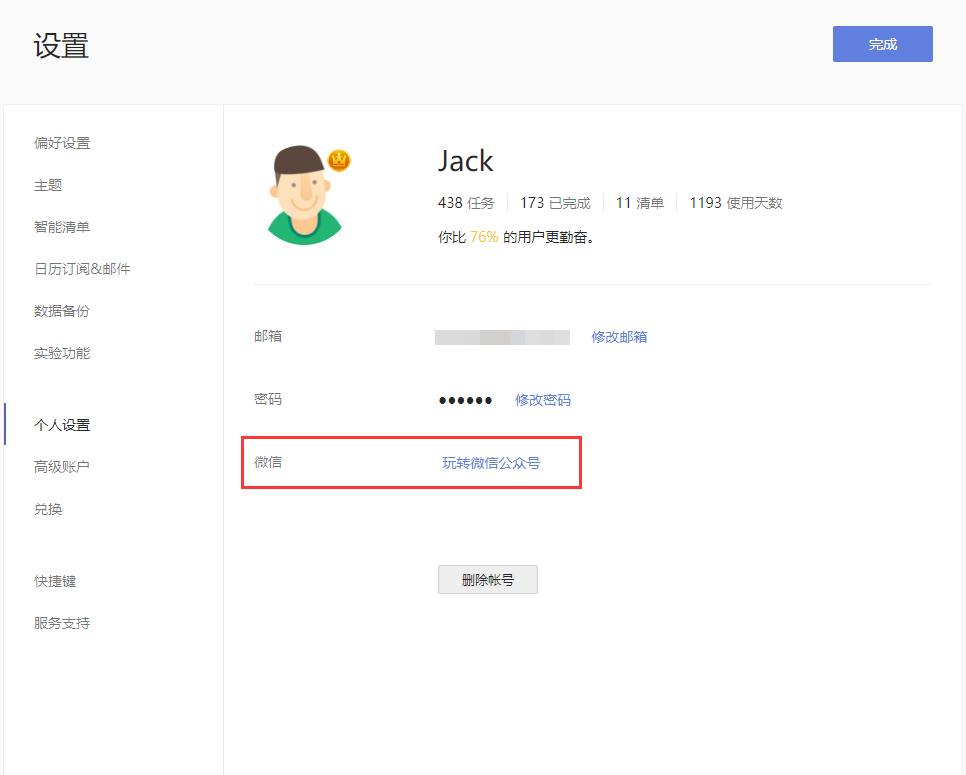 设置
完成
偏好设置
主题
智能清单
日历订阅&邮件
数据备份
实验功能
个人设置
高级账户
兑换
快捷键
服务支持
Jack
438 任务 173 已完成 11 清单 1193 使用天数
你比 76% 的用户更勤奋。
邮箱 修改邮箱
密码 •••••• 修改密码
微信 玩转微信公众号
删除帐号